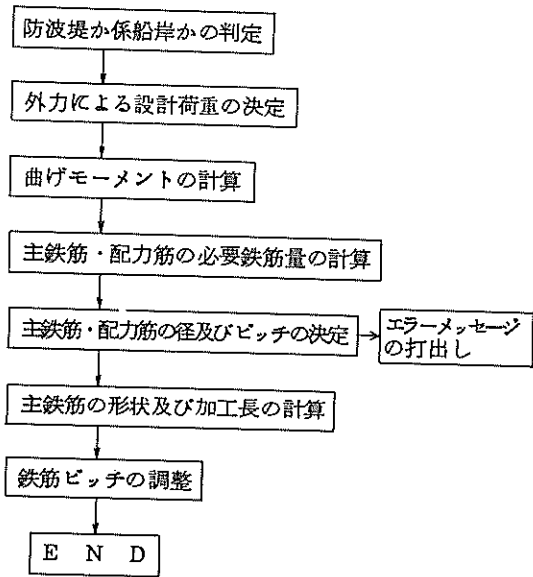 防波堤か係船岸かの判定
外力による設計荷重の決定
曲げモーメントの計算
主鉄筋・配力筋の必要鉄筋量の計算
主鉄筋・配力筋の径及びピッチの決定
エラーメッセージ
の打出し
主鉄筋の形状及び加工長の計算
鉄筋ピッチの調整
E N D